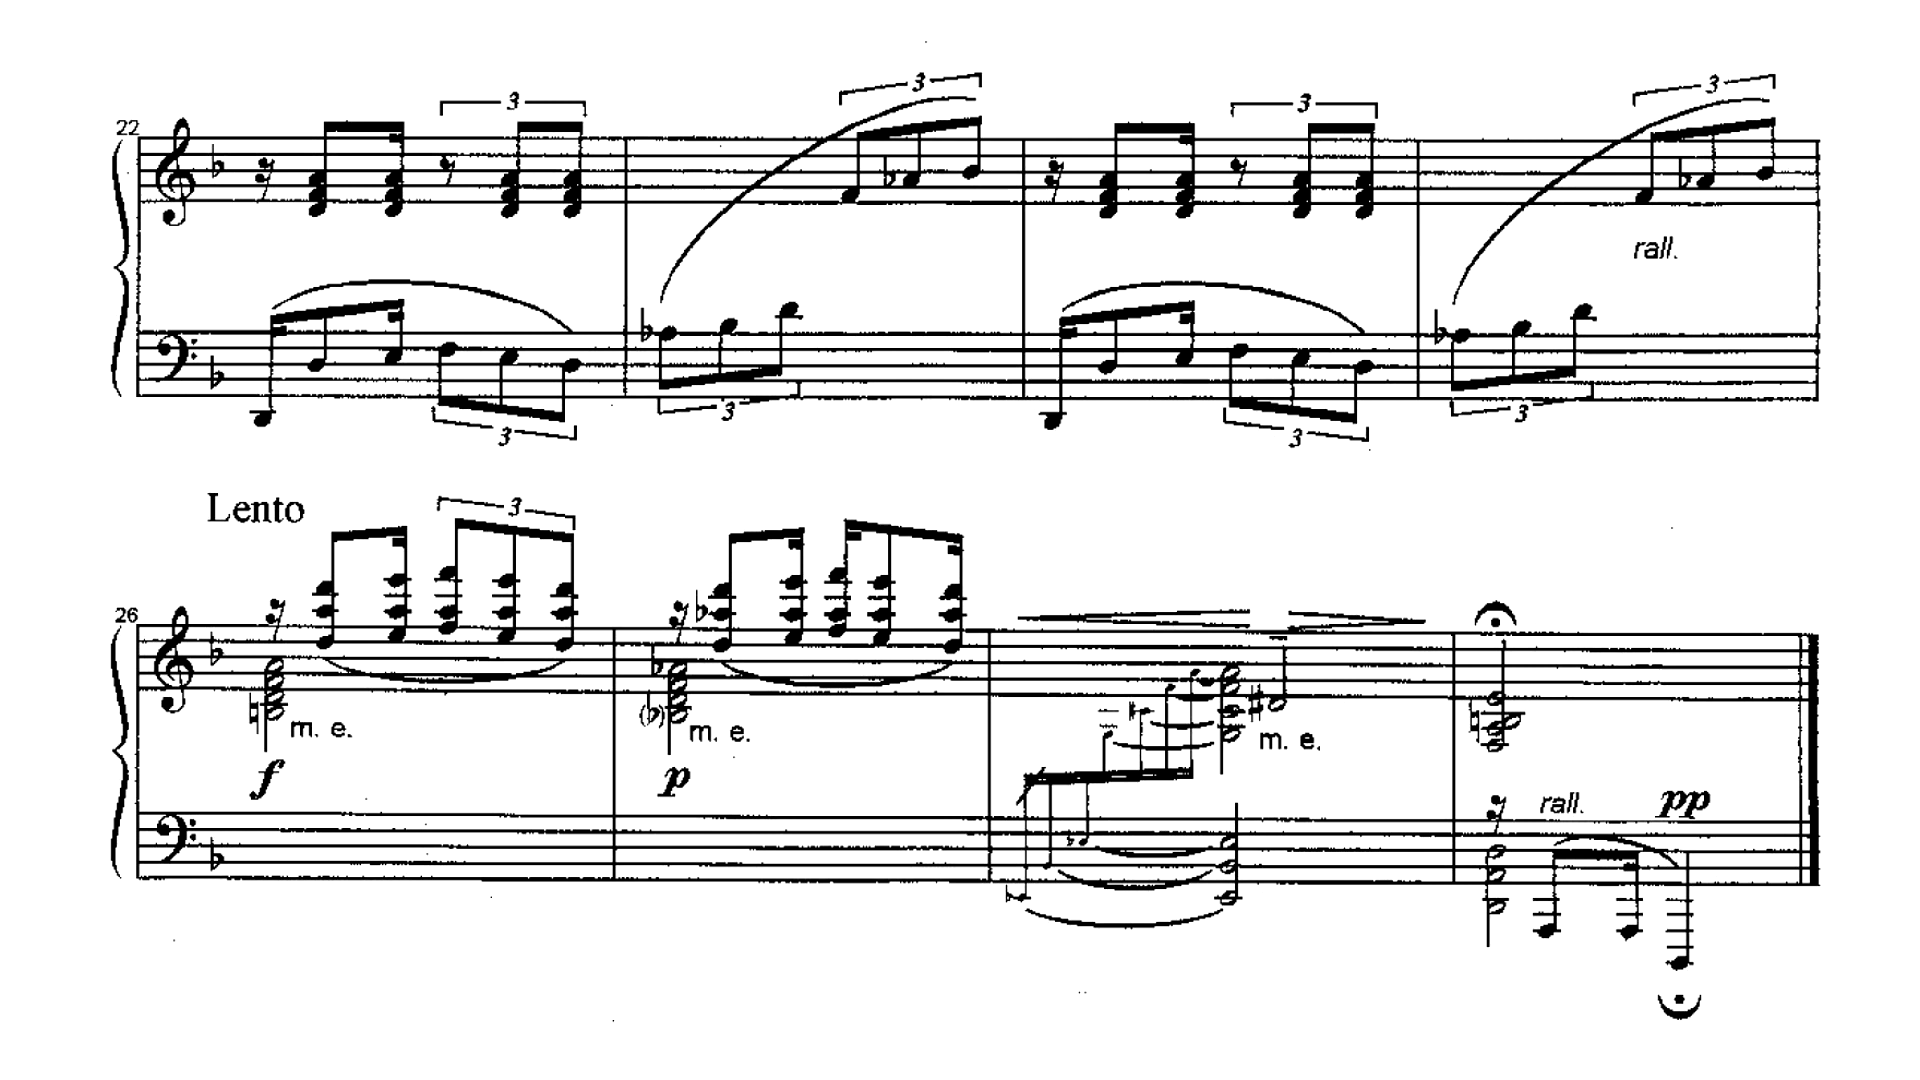 3 3 3 3
22
rall.
3 3 3 3
Lento
3
26
m. e. m. e. m. e.
f p
rall. pp